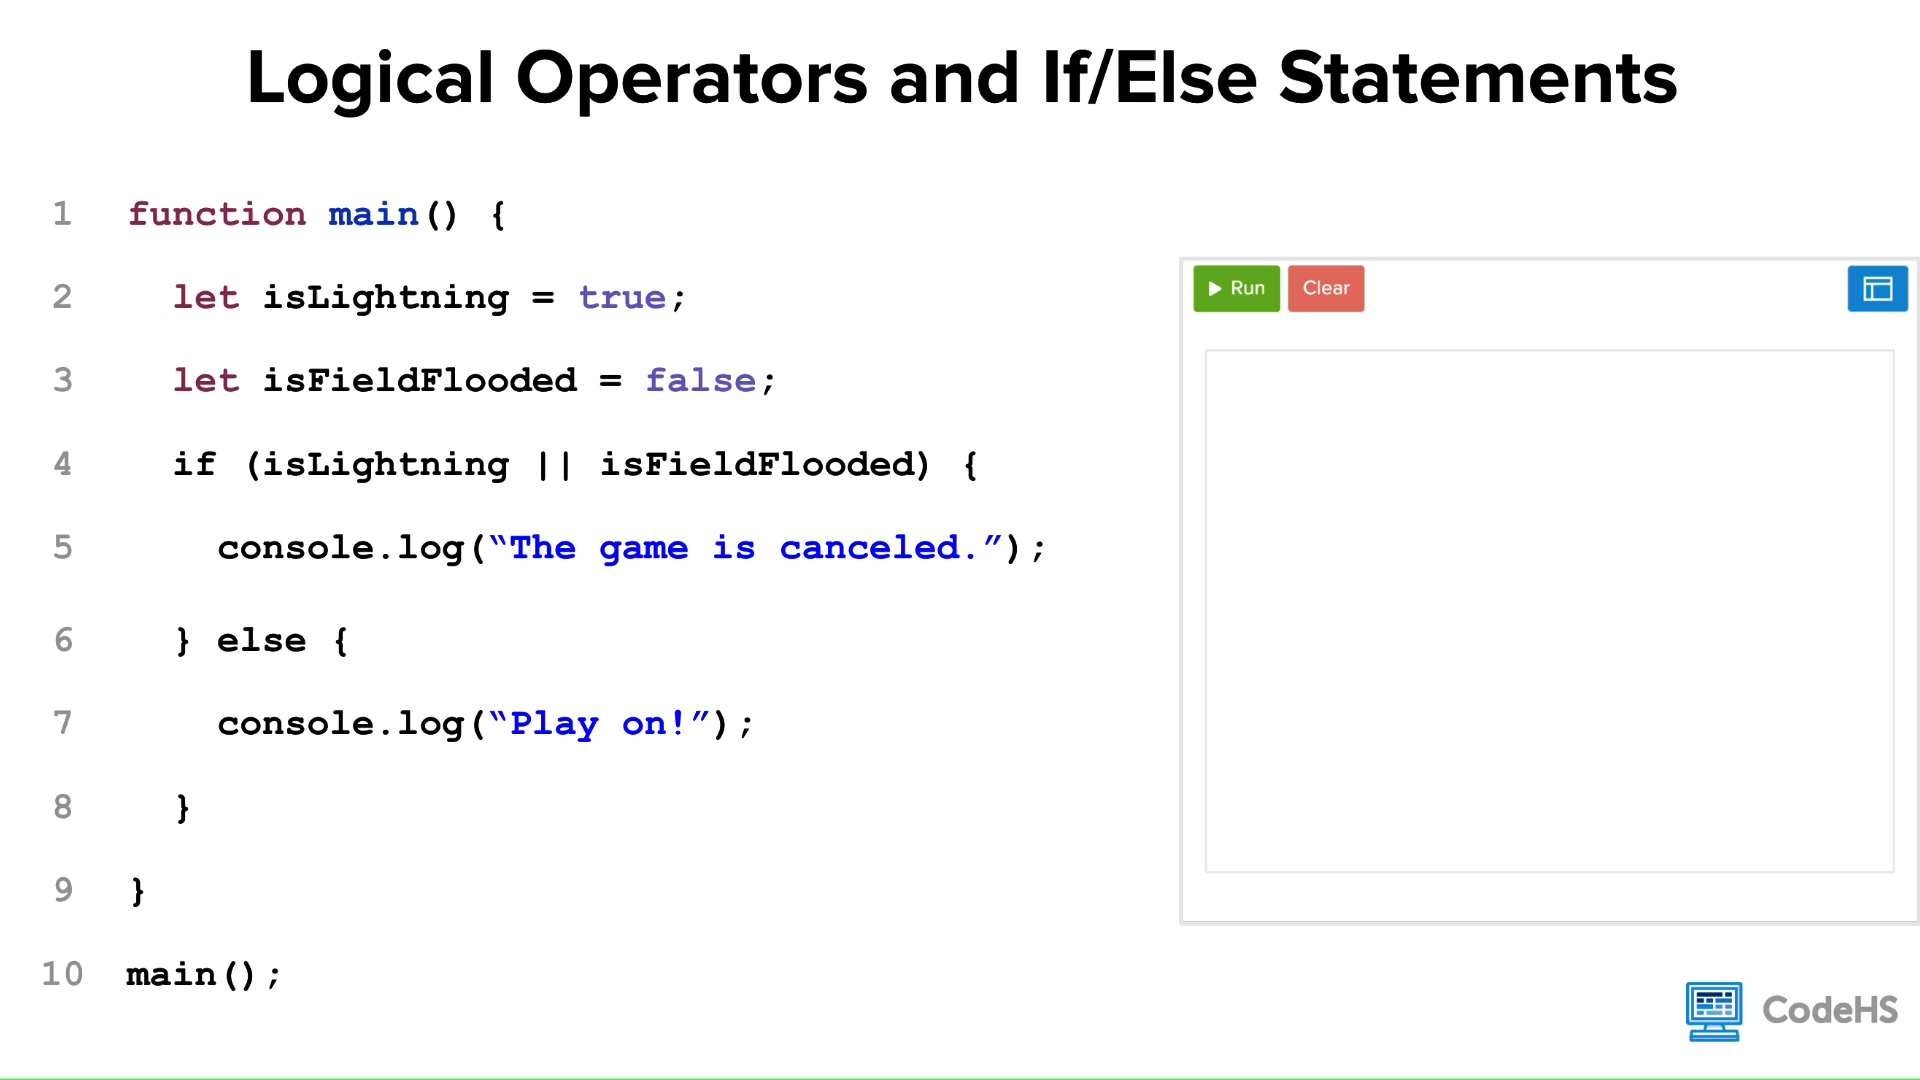 Logical Operators and If/Else Statements
1 function main() {
2 let isLightning = true;
3 let isFieldFlooded = false;
4 if (isLightning || isFieldFlooded) {
5 console.log(“The game is canceled.”);
6 } else {
7 console.log(“Play on!”);
8 }
9 }
10 main();
Run Clear
CodeHS